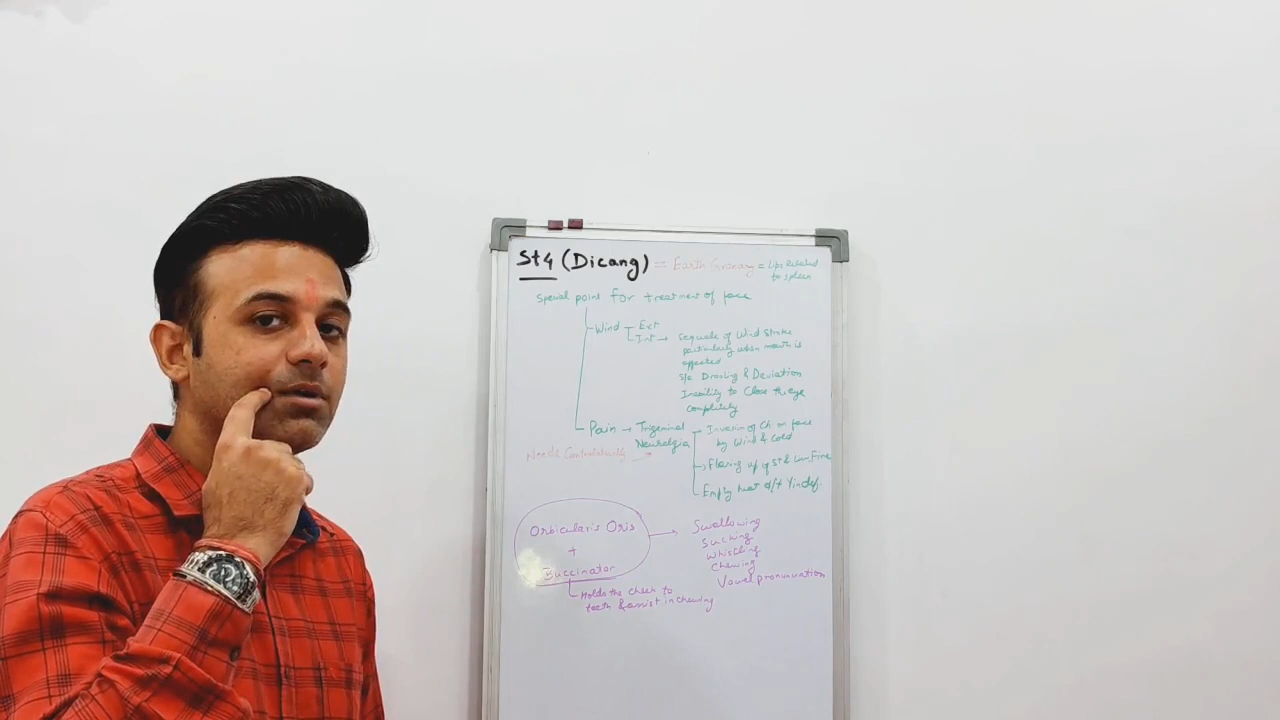 St 4 (Dicang) = Earth Granary = Lips Related to spleen
Special point for treatment of face
Wind
Ext
Int → Sequale of Wind Stroke
particularly when mouth is
affected
S/s Drooling & Deviation
Inability to Close the eye
completely
Pain → Trigeminal
Neuralgia
Invasion of Ch on face
by Wind & Cold
Needle Contralaterally
Flaring up of St & Liv-Fire
Empty heat d/t Yin def.
Orbicularis Oris
+
Buccinator
Swallowing
Sucking
Whistling
Chewing
Vowel pronunuation
Holds the cheek to
teeth & assist in chewing